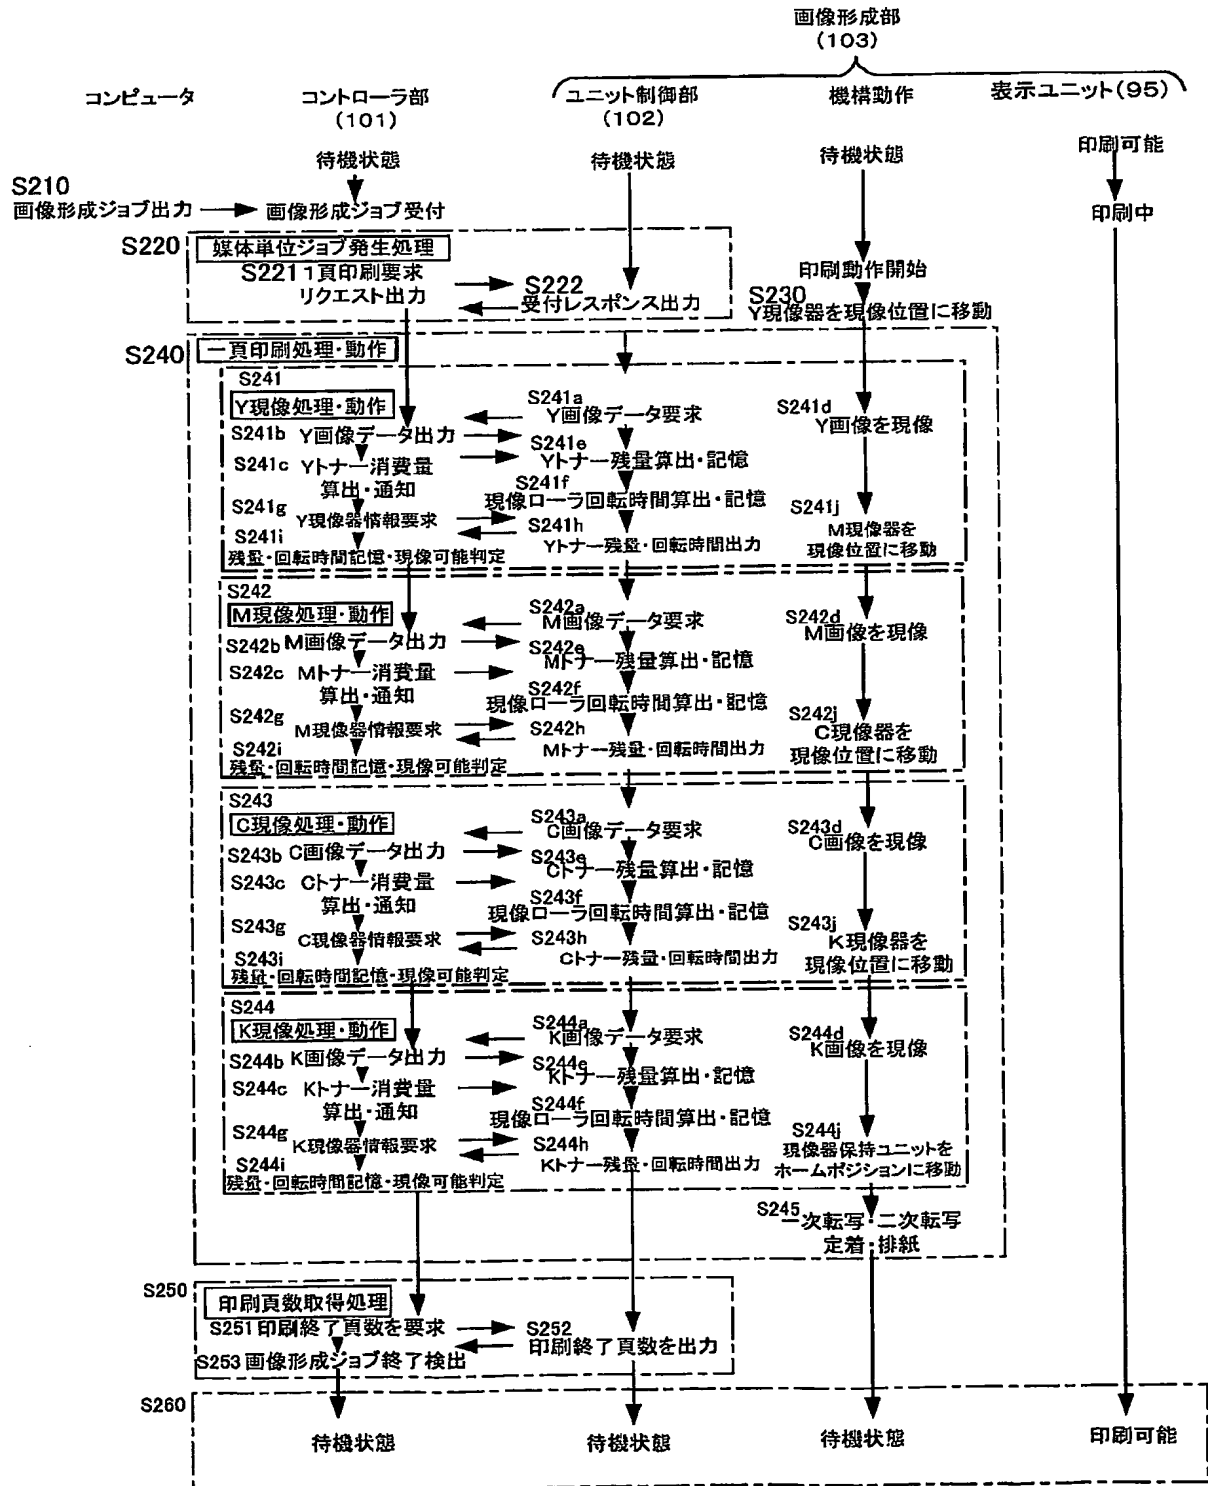 画像形成部
(103)
コンピュータ
コントローラ部
(101)
ユニット制御部
(102)
機構動作
表示ユニット(95)
待機状態
待機状態
待機状態
印刷可能
S210
画像形成ジョブ出力
画像形成ジョブ受付
印刷中
S220
媒体単位ジョブ発生処理
S221 1頁印刷要求
リクエスト出力
S222
受付レスポンス出力
印刷動作開始
S230
Y現像器を現像位置に移動
S240
一頁印刷処理・動作
S241
Y現像処理・動作
S241a
Y画像データ要求
S241d
Y画像を現像
S241b
Y画像データ出力
S241e
Yトナー残量算出・記憶
S241c
Yトナー消費量
算出・通知
S241f
現像ローラ回転時間算出・記憶
S241g
Y現像器情報要求
S241h
Yトナー残量・回転時間出力
S241j
M現像器を
現像位置に移動
S241i
残量・回転時間記憶・現像可能判定
S242
M現像処理・動作
S242a
M画像データ要求
S242d
M画像を現像
S242b
M画像データ出力
S242e
Mトナー残量算出・記憶
S242c
Mトナー消費量
算出・通知
S242f
現像ローラ回転時間算出・記憶
S242g
M現像器情報要求
S242h
Mトナー残量・回転時間出力
S242j
C現像器を
現像位置に移動
S242i
残量・回転時間記憶・現像可能判定
S243
C現像処理・動作
S243a
C画像データ要求
S243d
C画像を現像
S243b
C画像データ出力
S243e
Cトナー残量算出・記憶
S243c
Cトナー消費量
算出・通知
S243f
現像ローラ回転時間算出・記憶
S243g
C現像器情報要求
S243h
Cトナー残量・回転時間出力
S243j
K現像器を
現像位置に移動
S243i
残量・回転時間記憶・現像可能判定
S244
K現像処理・動作
S244a
K画像データ要求
S244d
K画像を現像
S244b
K画像データ出力
S244e
Kトナー残量算出・記憶
S244c
Kトナー消費量
算出・通知
S244f
現像ローラ回転時間算出・記憶
S244g
K現像器情報要求
S244h
Kトナー残量・回転時間出力
S244j
現像器保持ユニットを
ホームポジションに移動
S244i
残量・回転時間記憶・現像可能判定
S245
一次転写・二次転写
定着・排紙
S250
印刷頁数取得処理
S251 印刷終了頁数を要求
S252
印刷終了頁数を出力
S253 画像形成ジョブ終了検出
S260
待機状態
待機状態
待機状態
印刷可能